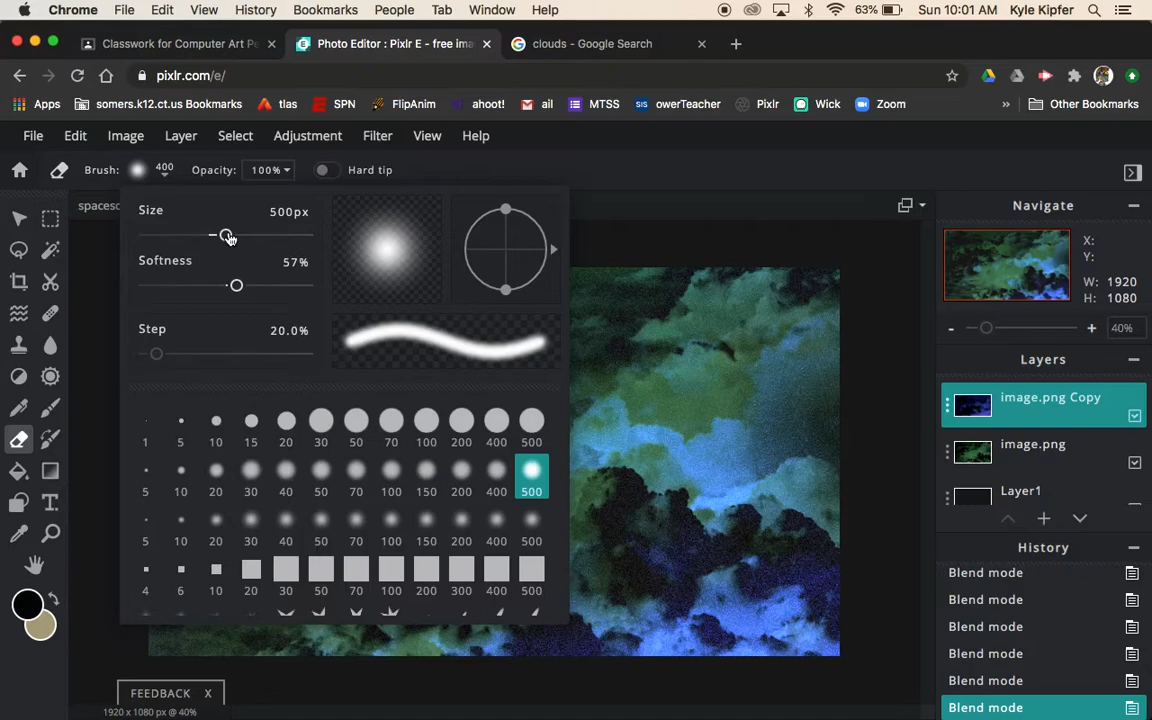 Chrome File Edit View History Bookmarks People Tab Window Help 63% Sun 10:01 AM Kyle Kipfer
Classwork for Computer Art Pe × Photo Editor : Pixlr E - free ima × clouds - Google Search × +
pixlr.com/e/
Apps somers.k12.ct.us Bookmarks tlas SPN FlipAnim ahoot! ail MTSS SIS owerTeacher Pixlr Wick Zoom » Other Bookmarks
File Edit Image Layer Select Adjustment Filter View Help
Brush: 400 Opacity: 100% Hard tip
spacesc
Size 500px
Softness 57%
Step 20.0%
1 5 10 15 20 30 50 70 100 200 400 500
5 10 20 30 40 50 70 100 150 200 400 500
5 10 20 30 40 50 70 100 150 200 400 500
4 6 10 20 30 40 50 100 200 300 400 500
Navigate
X:
Y:
W: 1920
H: 1080
- + 40%
Layers
image.png Copy
image.png
Layer1
History
Blend mode
Blend mode
Blend mode
Blend mode
Blend mode
Blend mode
FEEDBACK X
1920 x 1080 px @ 40%
T